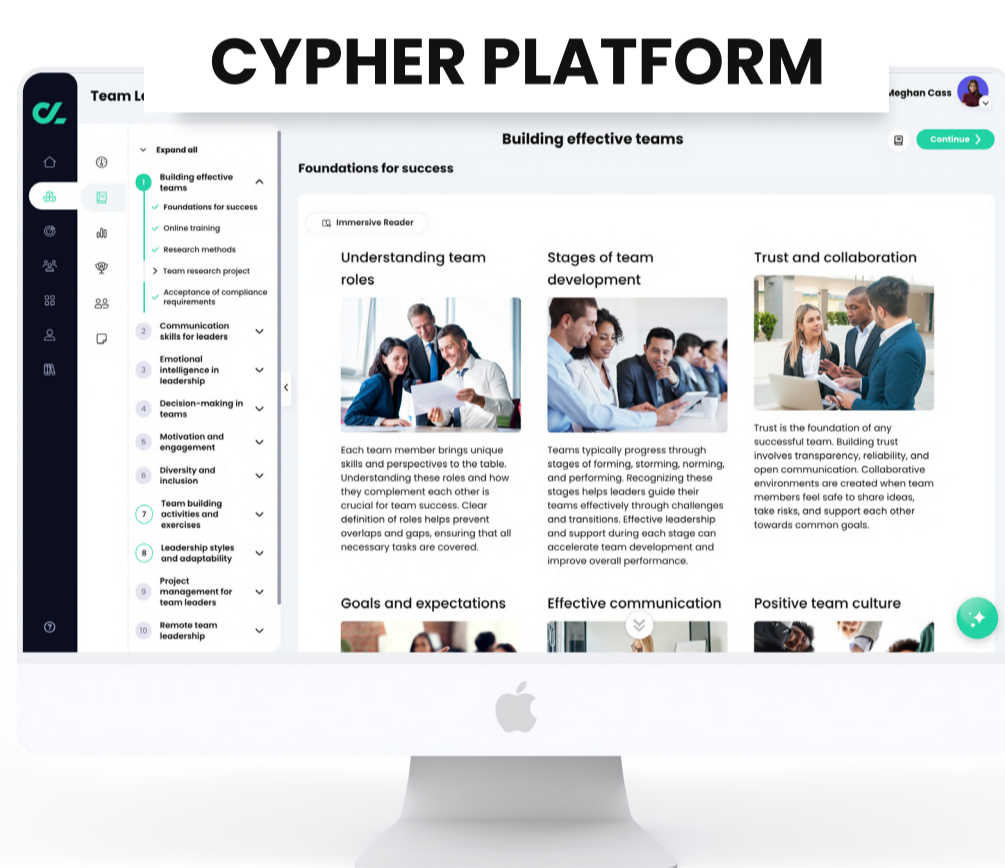 CYPHER PLATFORM
Team
Meghan Cass
Building effective teams
Continue
Foundations for success
Expand all
1
Building effective
teams
Foundations for success
Online training
Research methods
Team research project
Acceptance of compliance
requirements
2
Communication
skills for leaders
3
Emotional
intelligence in
leadership
4
Decision-making in
teams
5
Motivation and
engagement
6
Diversity and
inclusion
7
Team building
activities and
exercises
8
Leadership styles
and adaptability
9
Project
management for
team leaders
10
Remote team
leadership
Immersive Reader
Understanding team
roles
Each team member brings unique
skills and perspectives to the table.
Understanding these roles and how
they complement each other is
crucial for team success. Clear
definition of roles helps prevent
overlaps and gaps, ensuring that all
necessary tasks are covered.
Stages of team
development
Teams typically progress through
stages of forming, storming, norming,
and performing. Recognizing these
stages helps leaders guide their
teams effectively through challenges
and transitions. Effective leadership
and support during each stage can
accelerate team development and
improve overall performance.
Trust and collaboration
Trust is the foundation of any
successful team. Building trust
involves transparency, reliability, and
open communication. Collaborative
environments are created when team
members feel safe to share ideas,
take risks, and support each other
towards common goals.
Goals and expectations
Effective communication
Positive team culture